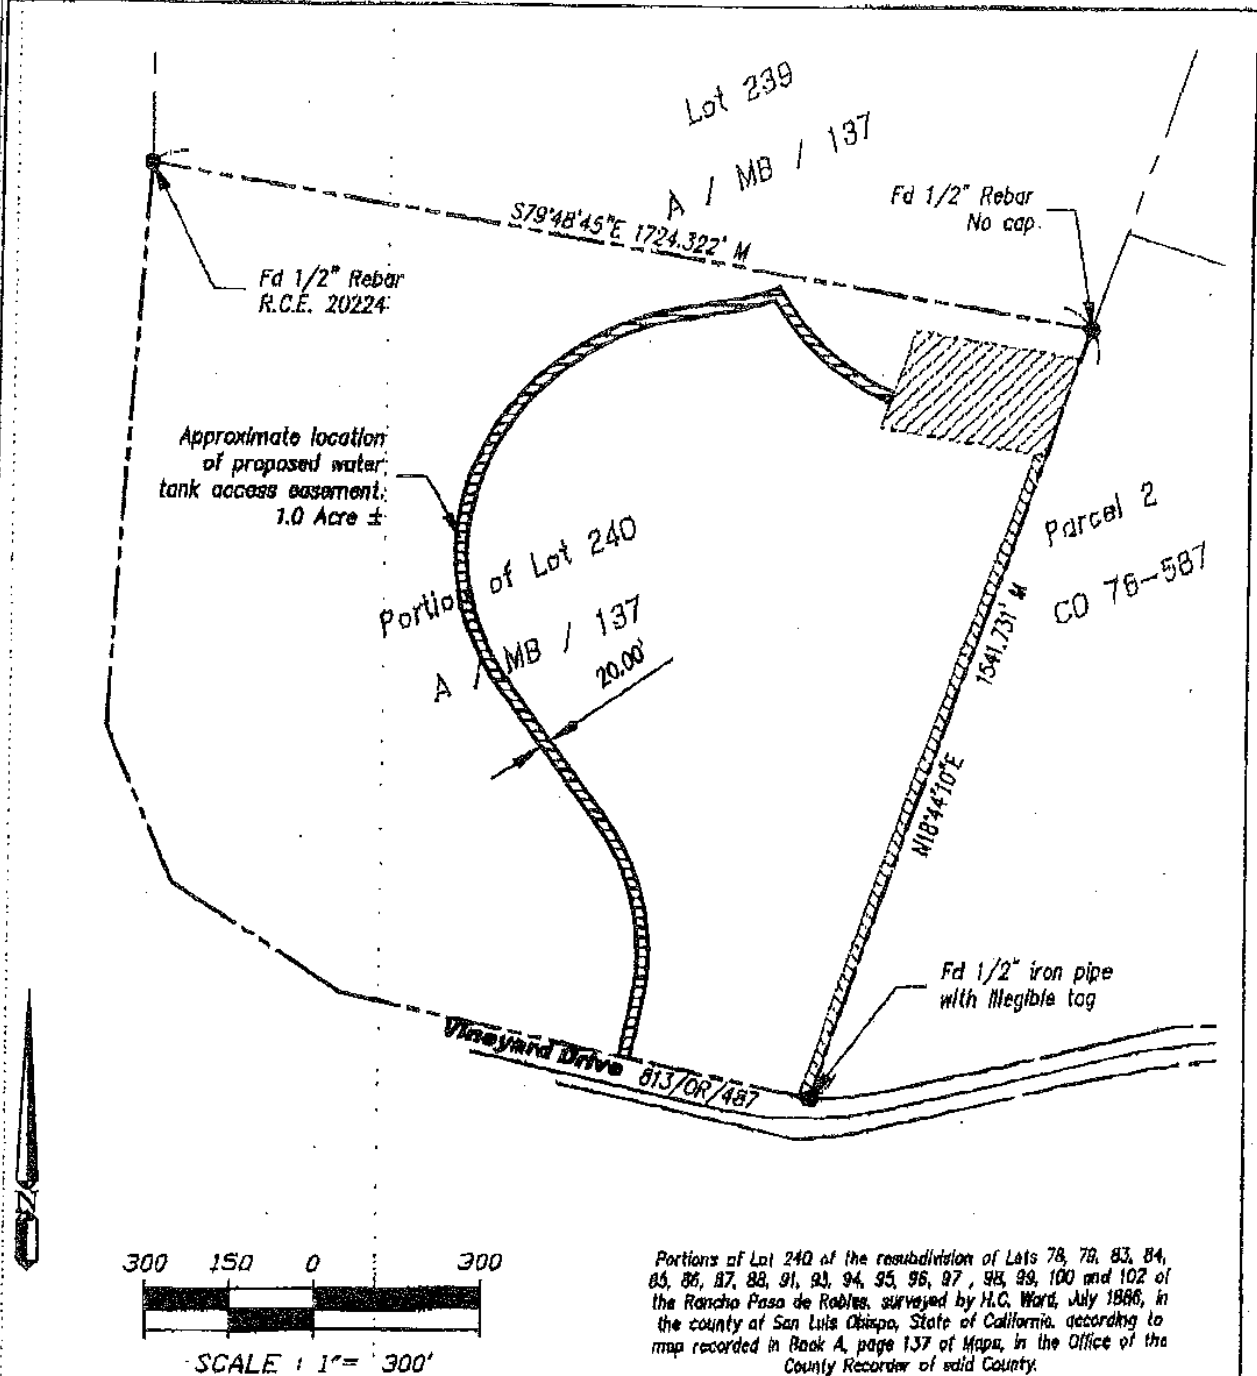 Lot 239
A / MB / 137
Fd 1/2" Rebar
No cap.
S79°48'45"E 1724.322' M
Fd 1/2" Rebar
R.C.E. 20224
Approximate location
of proposed water
tank access easement.
1.0 Acre ±
Portion of Lot 240
A / MB / 137
20.00'
Parcel 2
CO 76-587
1541.731' M
N18°44'10"E
Fd 1/2" iron pipe
with illegible tag
Vineyard Drive 813/OR/487
N
300 150 0 300
SCALE : 1"= 300'
Portions of Lot 240 of the resubdivision of Lots 78, 79, 83, 84,
85, 86, 87, 88, 91, 93, 94, 95, 96, 97 , 98, 99, 100 and 102 of
the Rancho Paso de Robles, surveyed by H.C. Ward, July 1886, in
the county of San Luis Obispo, State of California, according to
map recorded in Book A, page 137 of Maps, in the Office of the
County Recorder of said County.